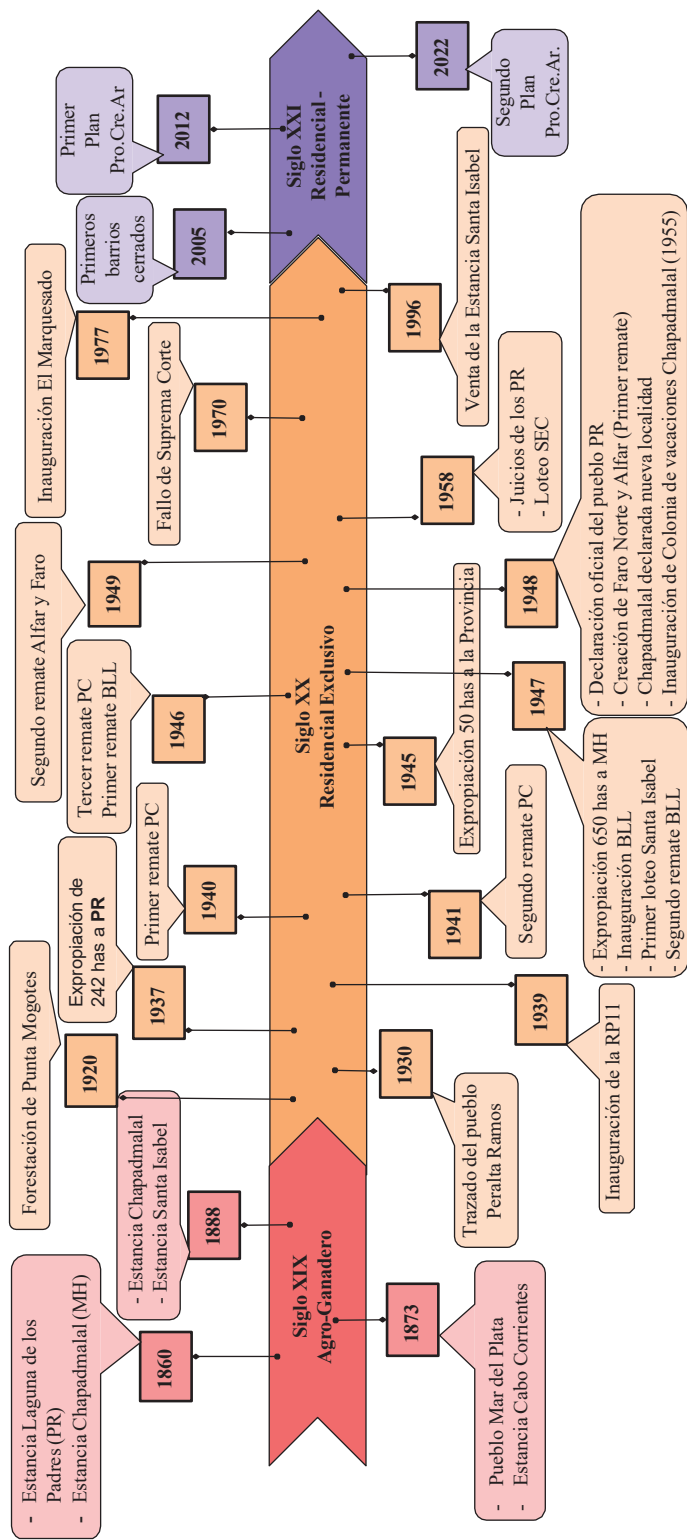 - Estancia Laguna de los
Padres (PR)
- Estancia Chapadmalal (MH)
1860
- Estancia Chapadmalal
- Estancia Santa Isabel
1888
Forestación de Punta Mogotes
1920
Expropiación de
242 has a PR
1937
Primer remate PC
1940
Tercer remate PC
Primer remate BLL
1946
Segundo remate Alfar y Faro
1949
Fallo de Suprema Corte
1970
Inauguración El Marquesado
1977
Primeros
barrios
cerrados
2005
Primer
Plan
Pro.Cre.Ar
2012
Siglo XIX
Agro-Ganadero
Siglo XX
Residencial Exclusivo
Siglo XXI
Residencial -
Permanente
1873
- Pueblo Mar del Plata
- Estancia Cabo Corrientes
1930
Trazado del pueblo
Peralta Ramos
1939
Inauguración de la RP11
1941
Segundo remate PC
1945
Expropiación 50 has a la Provincia
1947
- Expropiación 650 has a MH
- Inauguración BLL
- Primer loteo Santa Isabel
- Segundo remate BLL
1948
- Declaración oficial del pueblo PR
- Creación de Faro Norte y Alfar (Primer remate)
- Chapadmalal declarada nueva localidad
- Inauguración de Colonia de vacaciones Chapadmalal (1955)
1958
- Juicios de los PR
- Loteo SEC
1996
Venta de la Estancia Santa Isabel
2022
Segundo
Plan
Pro.Cre.Ar.